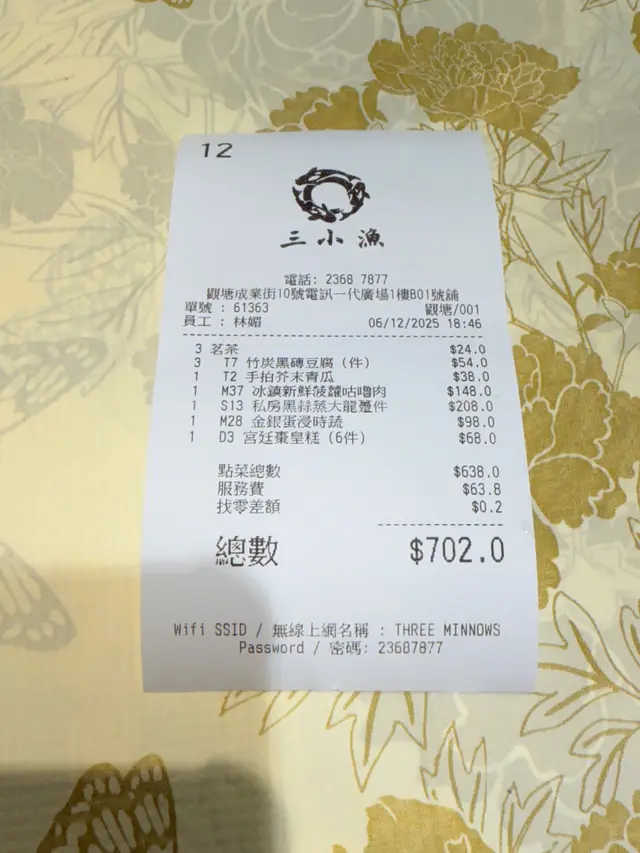 12
三小漁
電話: 2368 7877
觀塘成業街10號電訊一代廣場1樓B01號舖
單號 : 61363 觀塘/001
員工 : 林媚 06/12/2025 18:46
3 茗茶 $24.0
3 T7 竹炭黑磚豆腐 (件) $54.0
1 T2 手拍芥末青瓜 $38.0
1 M37 冰鎮新鮮菠蘿咕嚕肉 $148.0
1 S13 私房黑蒜蒸大龍躉件 $208.0
1 M28 金銀蛋浸時蔬 $98.0
1 D3 宮廷棗皇糕 (6件) $68.0
點菜總數 $638.0
服務費 $63.8
找零差額 $0.2
總數 $702.0
Wifi SSID / 無線上網名稱 : THREE MINNOWS
Password / 密碼: 23687877